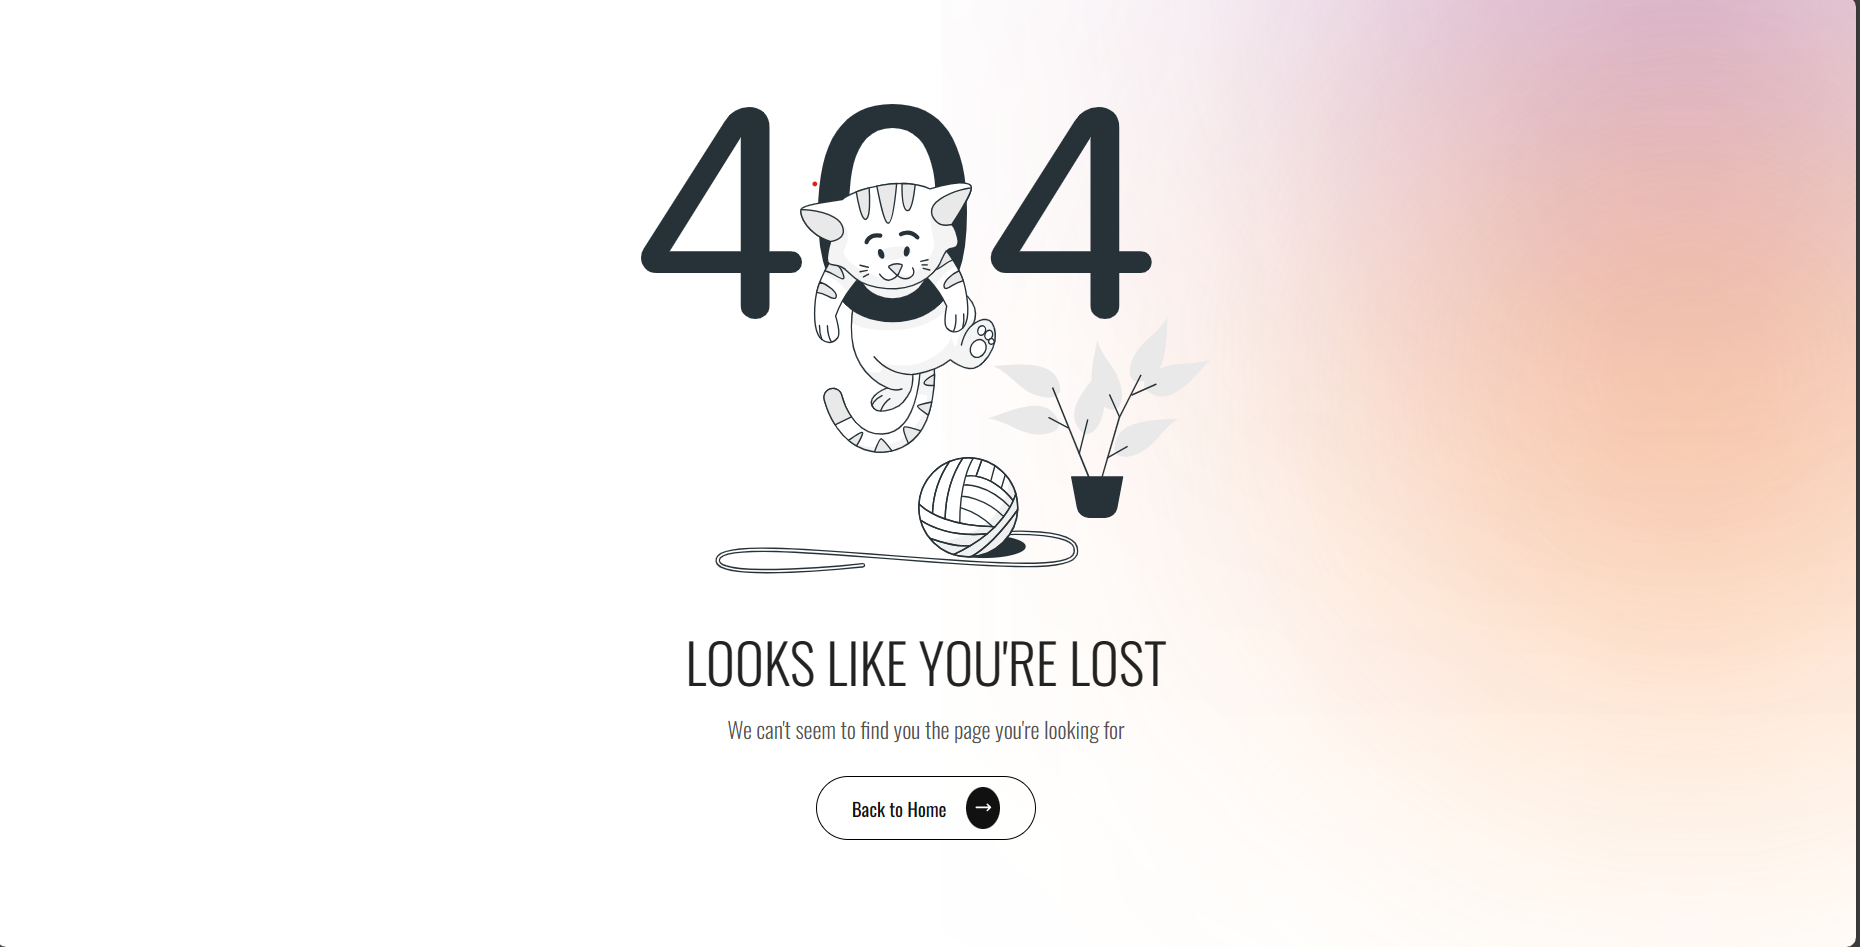 404
LOOKS LIKE YOU'RE LOST
We can't seem to find you the page you're looking for
Back to Home →